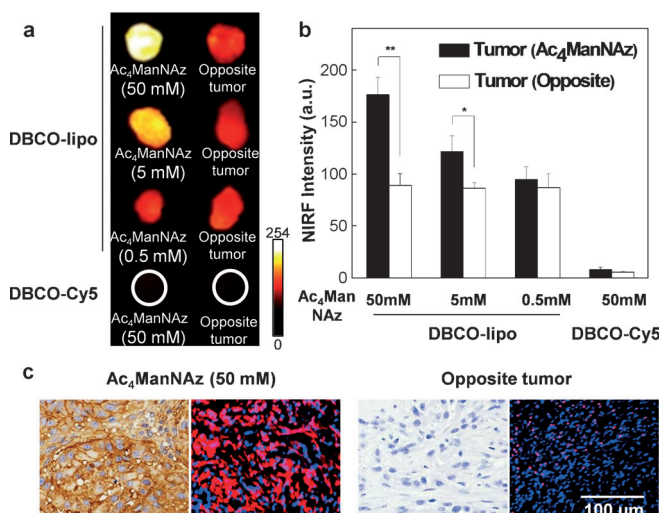 a
DBCO-lipo
Ac₄ManNAz
(50 mM)
Opposite
tumor
Ac₄ManNAz
(5 mM)
Opposite
tumor
Ac₄ManNAz
(0.5 mM)
Opposite
tumor
254
0
DBCO-Cy5
Ac₄ManNAz
(50 mM)
Opposite
tumor
b
NIRF Intensity (a.u.)
200
150
100
50
0
Tumor (Ac₄ManNAz)
Tumor (Opposite)
**
*
Ac₄Man
NAz
50mM 5mM 0.5mM 50mM
DBCO-lipo DBCO-Cy5
c
Ac₄ManNAz (50 mM) Opposite tumor
100 µm